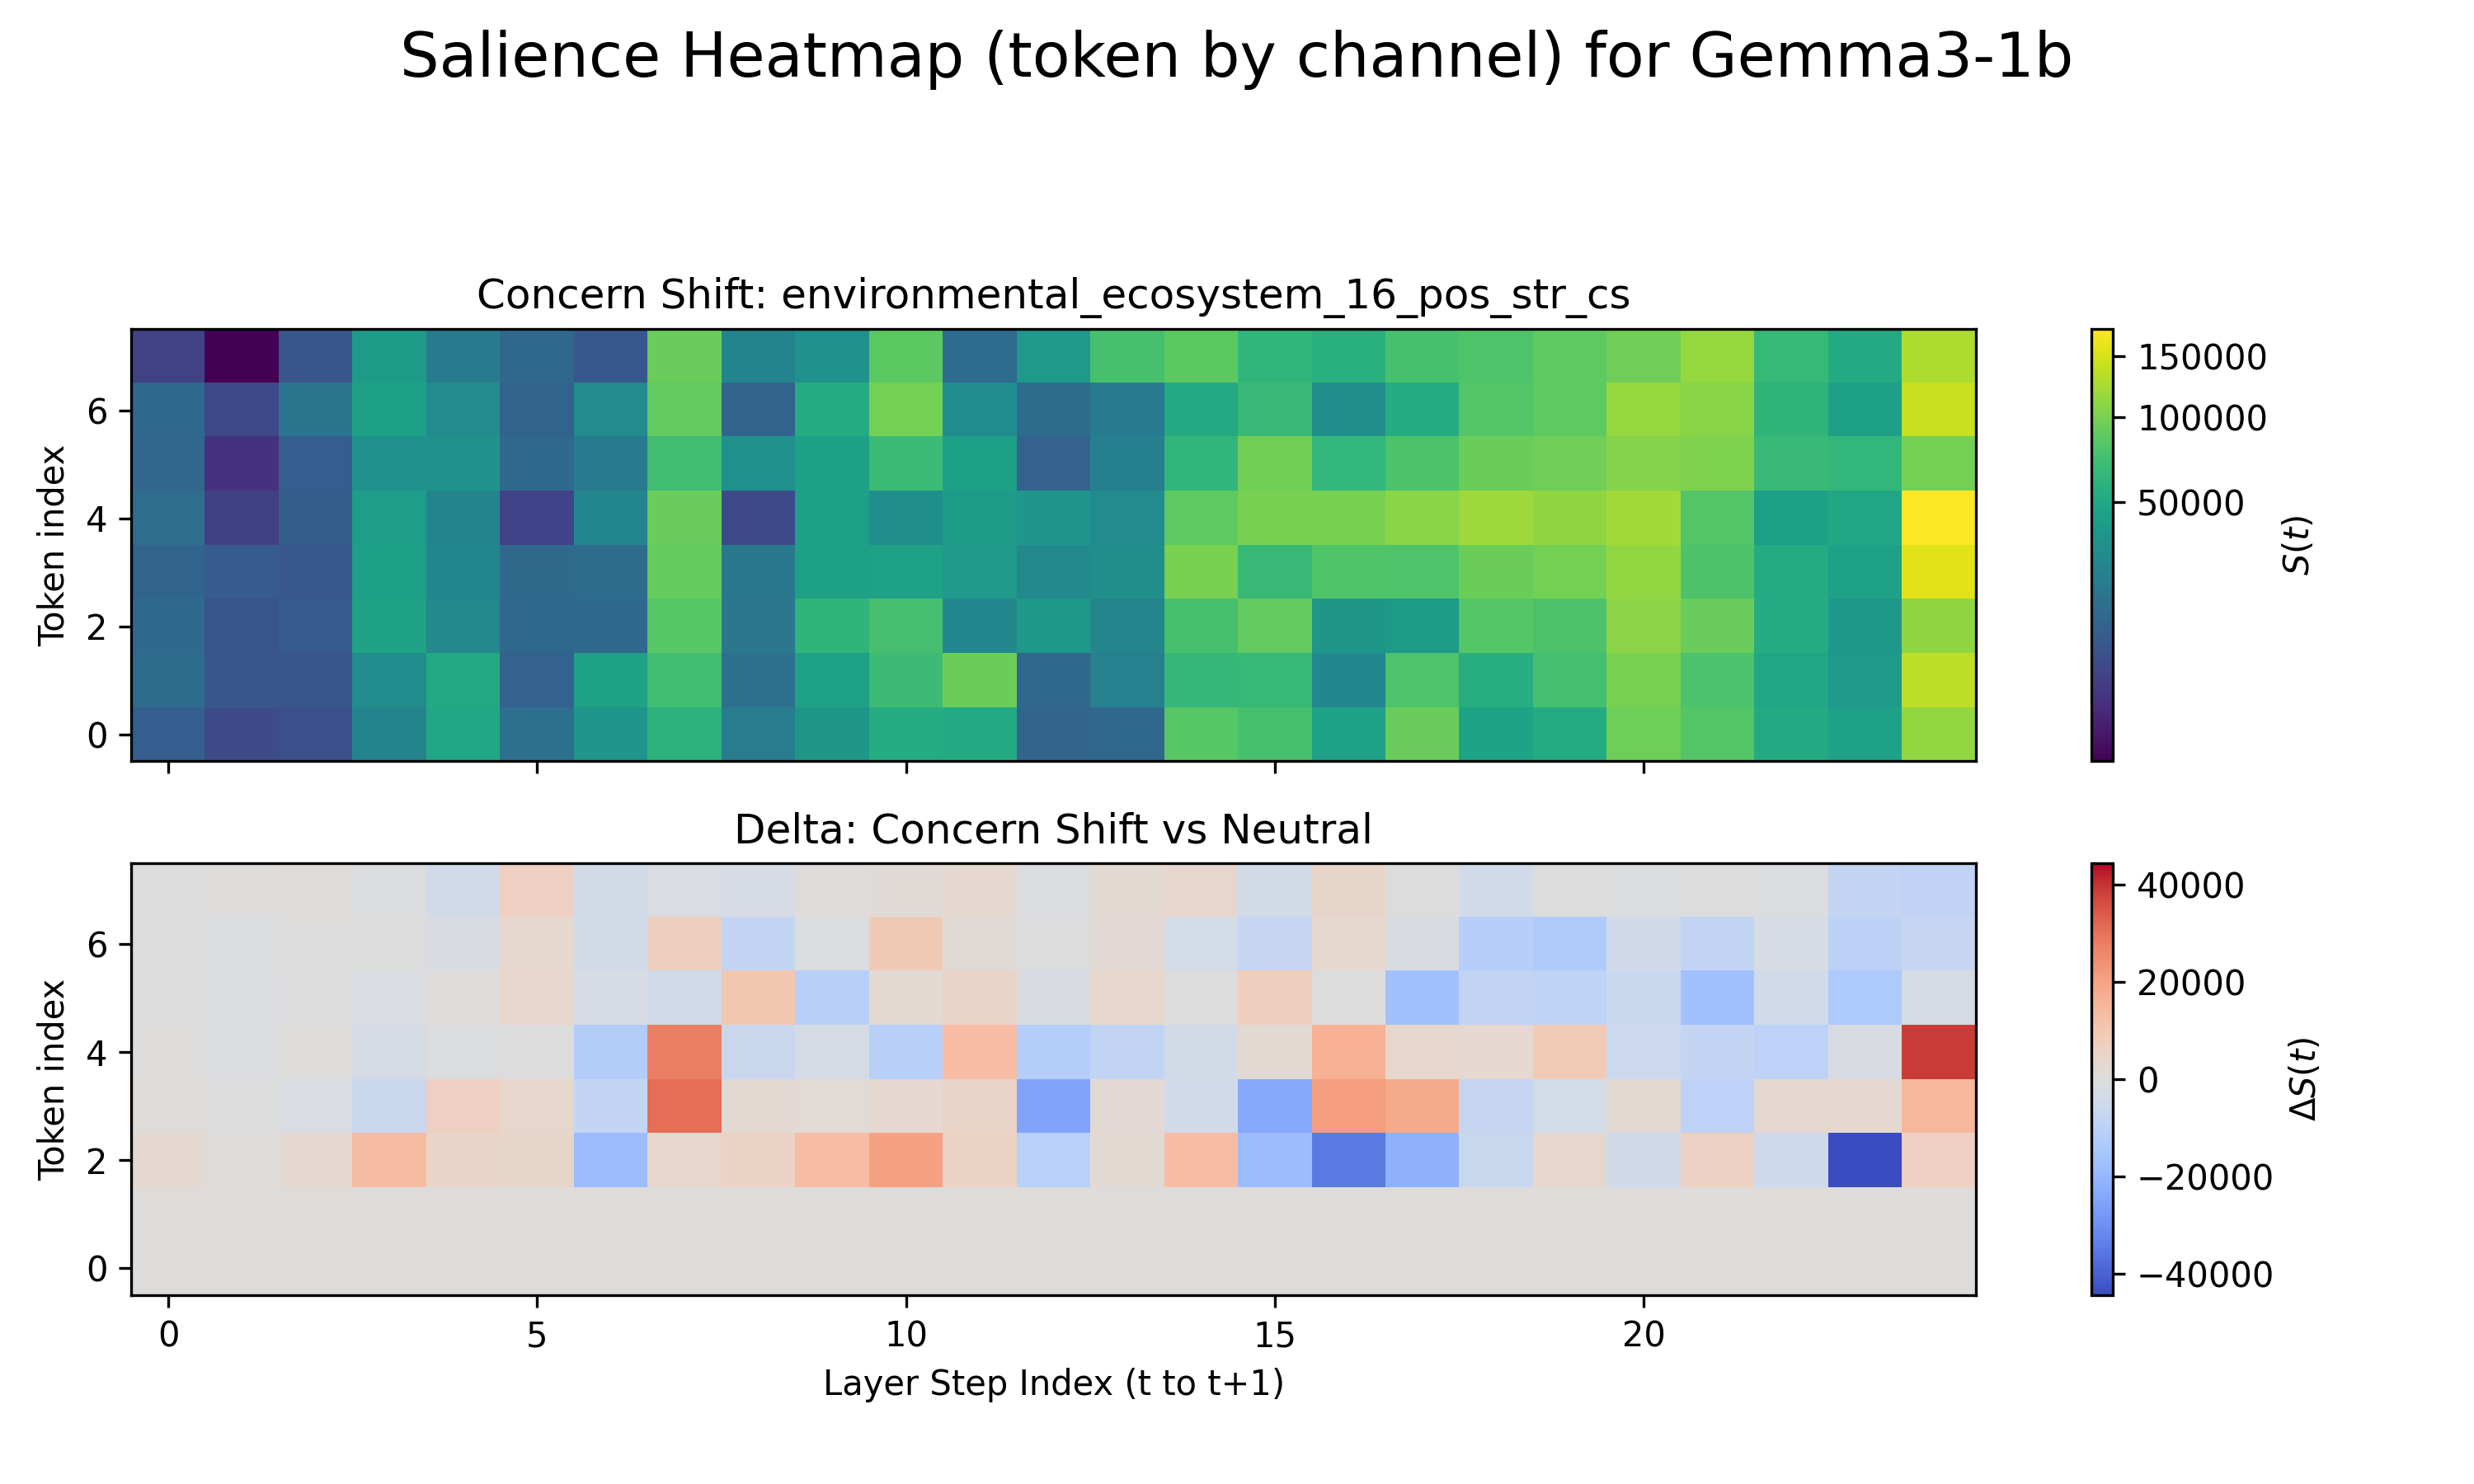 Salience Heatmap (token by channel) for Gemma3-1b
Concern Shift: environmental_ecosystem_16_pos_str_cs
Token index
6
4
2
0
150000
100000
50000
S(t)
Delta: Concern Shift vs Neutral
Token index
6
4
2
0
0 5 10 15 20
Layer Step Index (t to t+1)
40000
20000
0
−20000
−40000
ΔS(t)